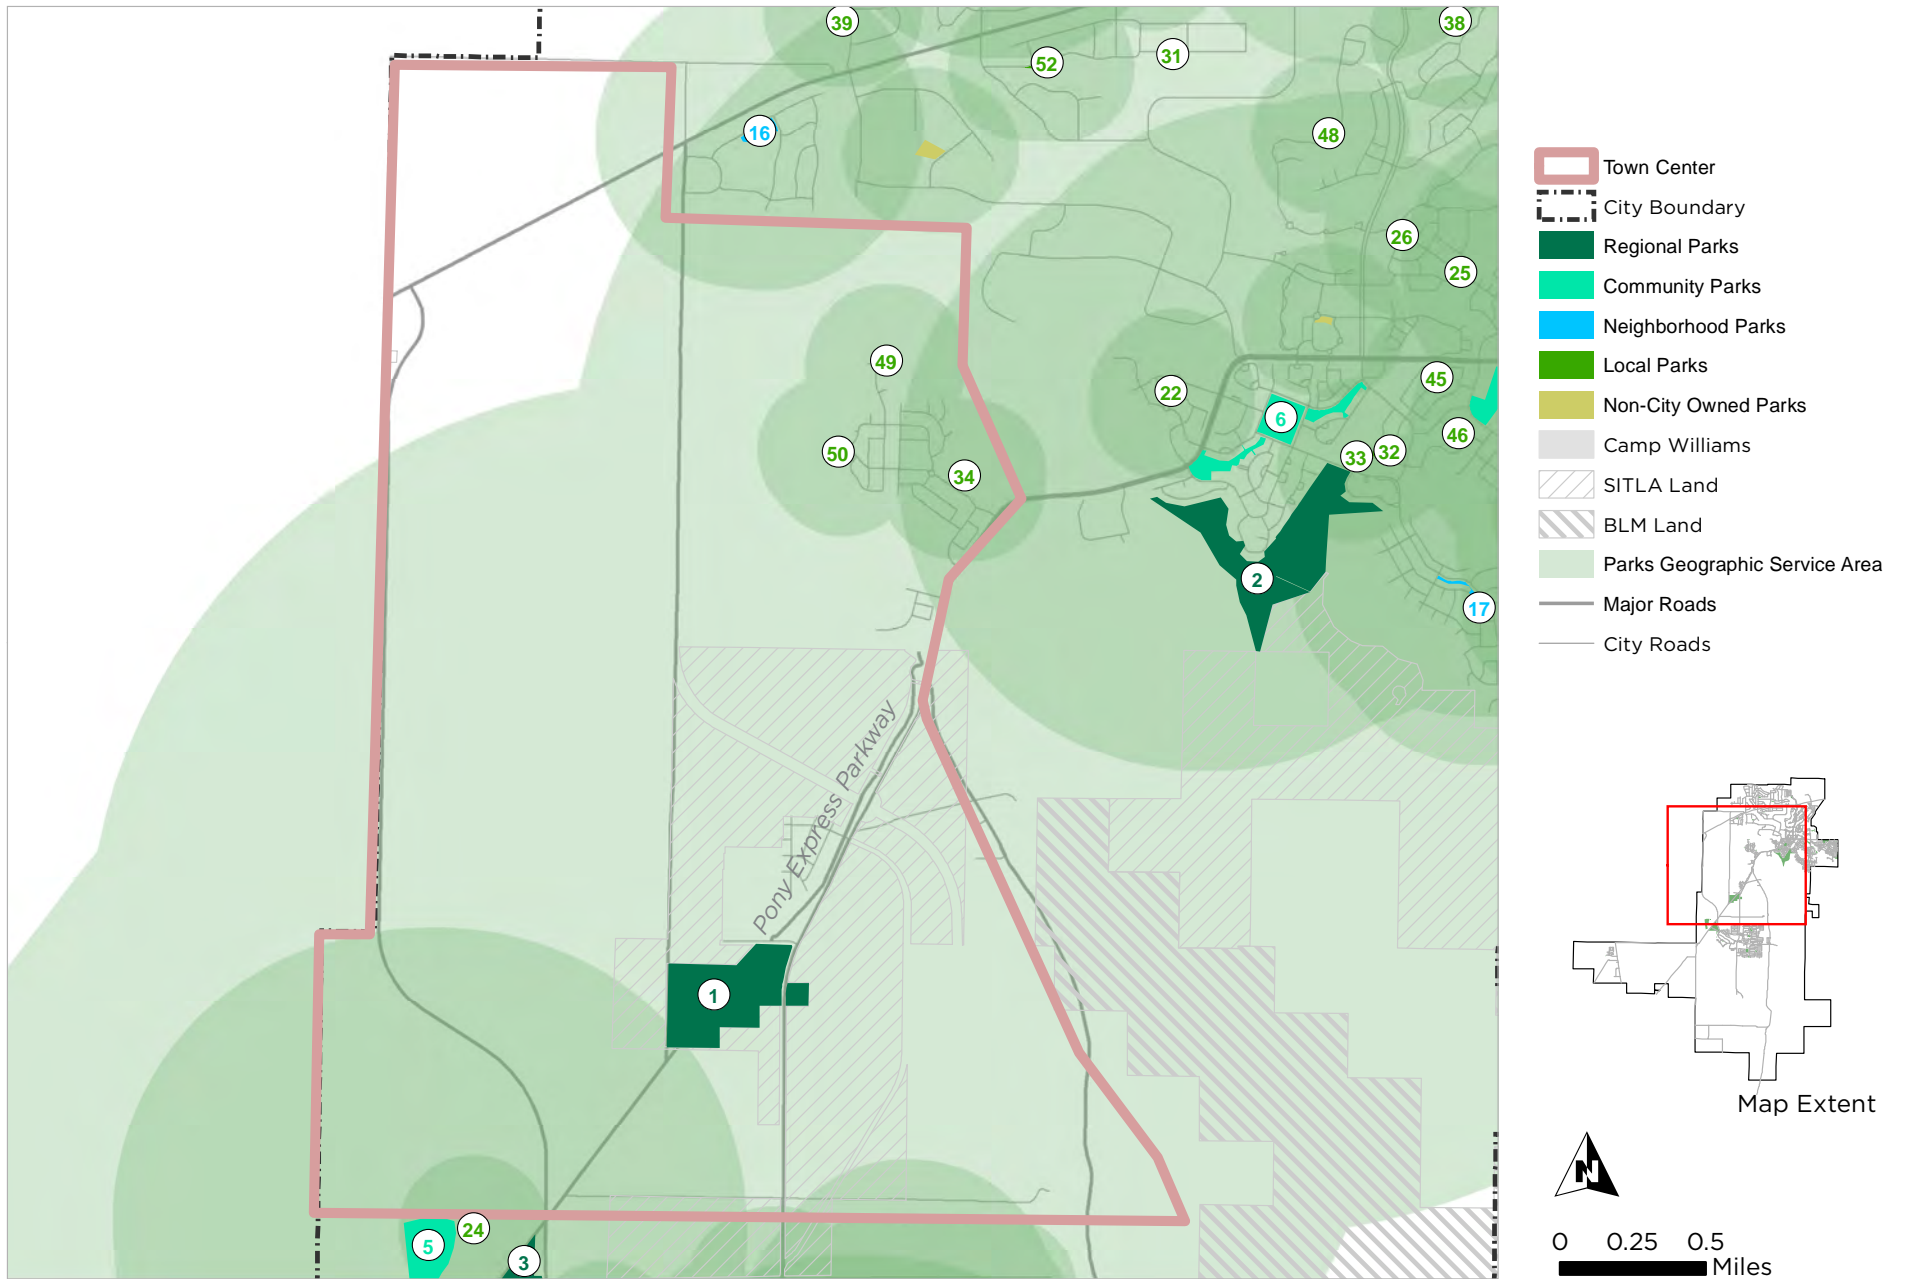 39
38
52
31
16
48
26
25
49
22
45
6
50
34
33
32
46
2
17
Pony Express Parkway
1
24
5
3
Town Center
City Boundary
Regional Parks
Community Parks
Neighborhood Parks
Local Parks
Non-City Owned Parks
Camp Williams
SITLA Land
BLM Land
Parks Geographic Service Area
Major Roads
City Roads
Map Extent
N
0 0.25 0.5
Miles